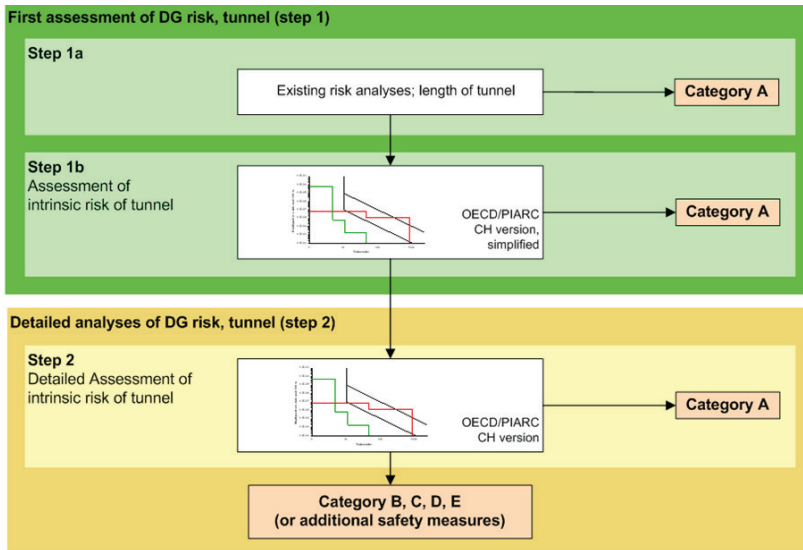 First assessment of DG risk, tunnel (step 1)
Step 1a
Existing risk analyses; length of tunnel
Category A
Step 1b
Assessment of
intrinsic risk of tunnel
OECD/PIARC
CH version,
simplified
Category A
Detailed analyses of DG risk, tunnel (step 2)
Step 2
Detailed Assessment of
intrinsic risk of tunnel
OECD/PIARC
CH version
Category A
Category B, C, D, E
(or additional safety measures)